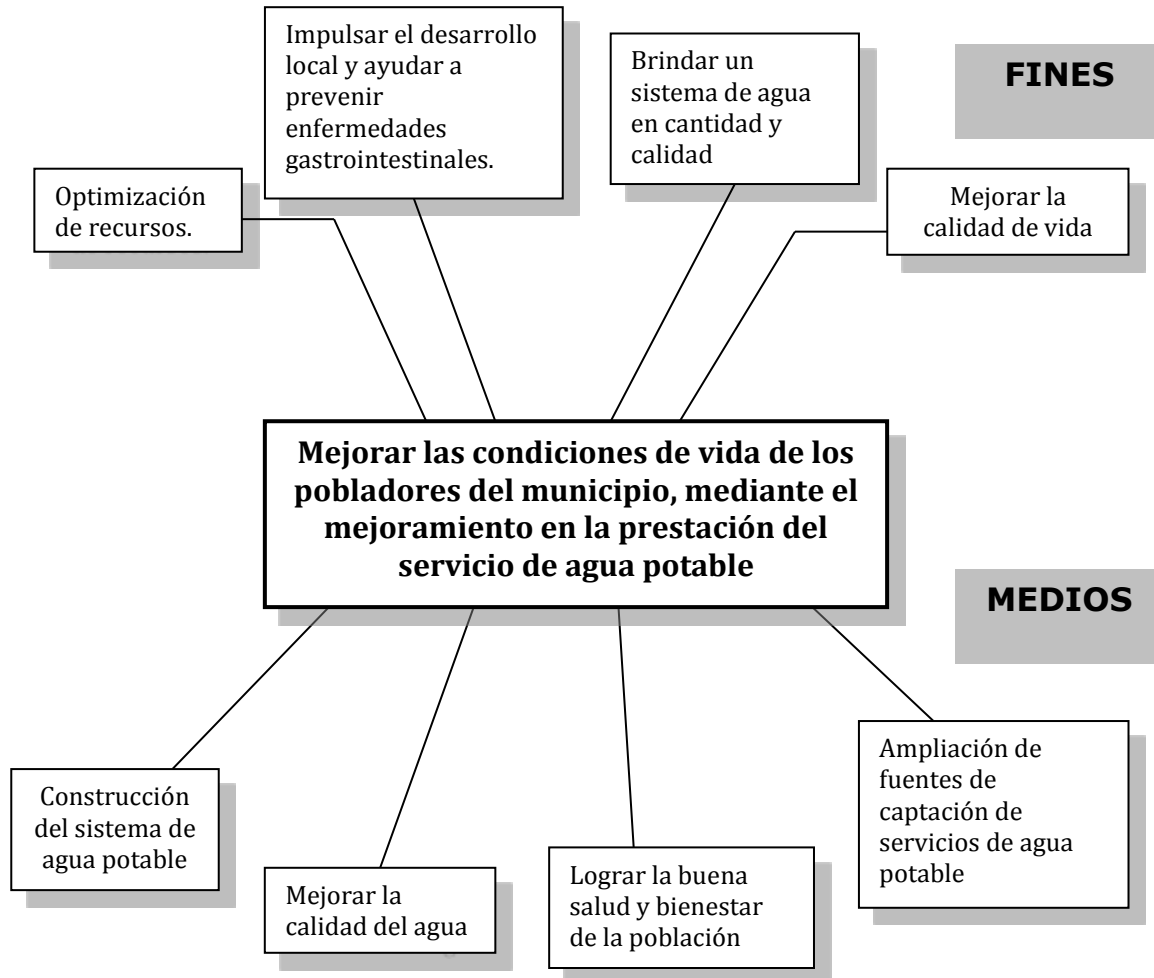 Impulsar el desarrollo
local y ayudar a
prevenir
enfermedades
gastrointestinales.
Brindar un
sistema de agua
en cantidad y
calidad
FINES
Optimización
de recursos.
Mejorar la
calidad de vida
Mejorar las condiciones de vida de los
pobladores del municipio, mediante el
mejoramiento en la prestación del
servicio de agua potable
MEDIOS
Construcción
del sistema de
agua potable
Mejorar la
calidad del agua
Lograr la buena
salud y bienestar
de la población
Ampliación de
fuentes de
captación de
servicios de agua
potable